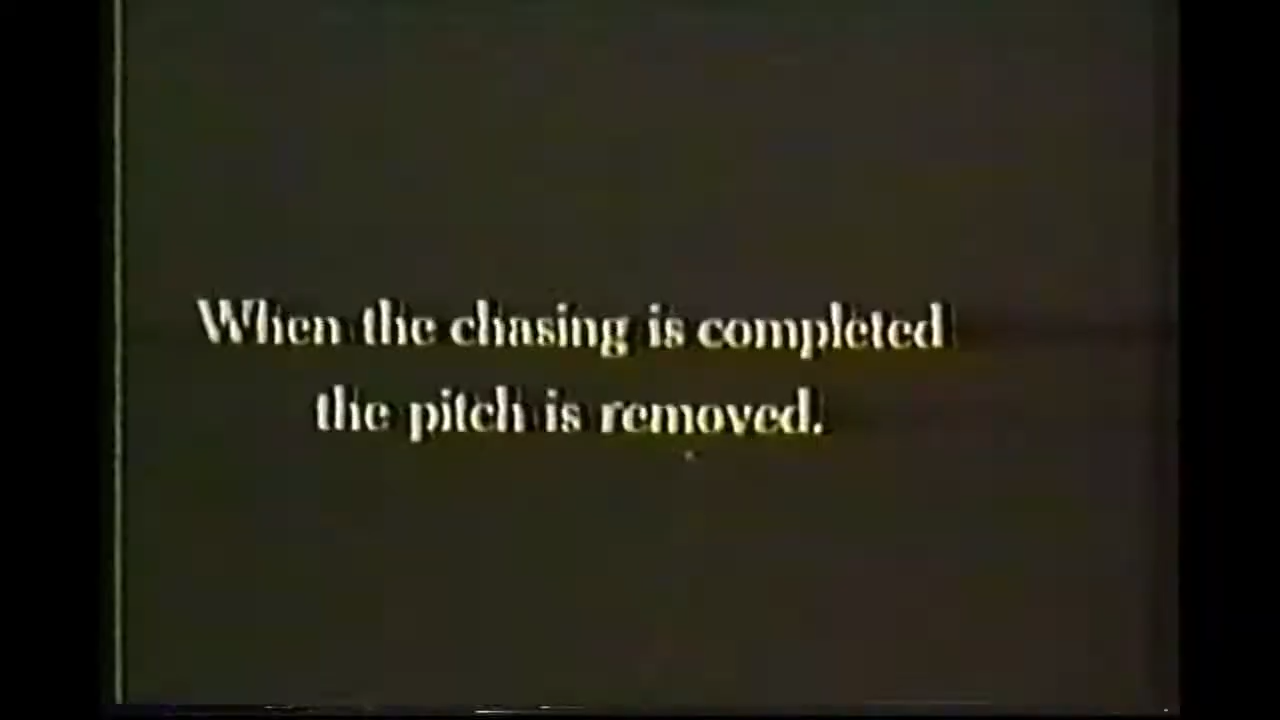 When the chasing is completed
the pitch is removed.